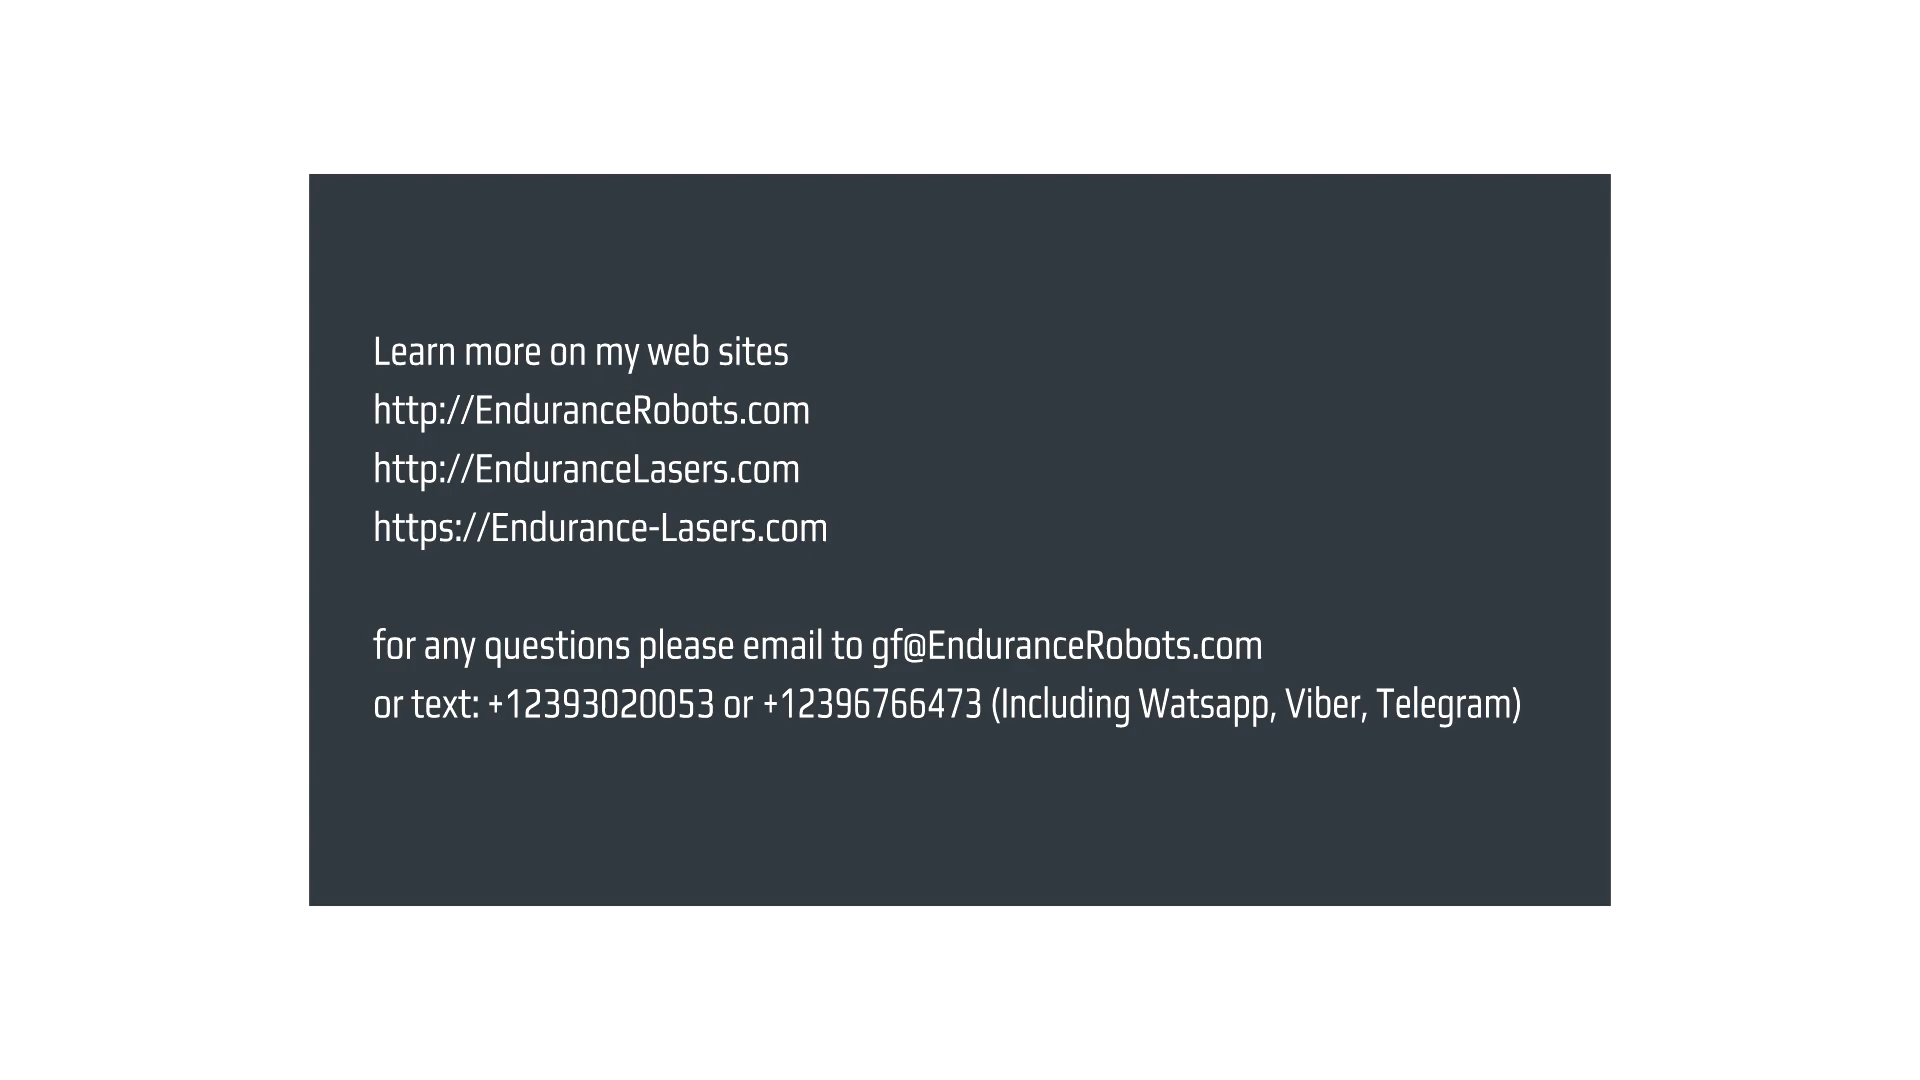 Learn more on my web sites
http://EnduranceRobots.com
http://EnduranceLasers.com
https://Endurance-Lasers.com
for any questions please email to gf@EnduranceRobots.com
or text: +12393020053 or +12396766473 (Including Watsapp, Viber, Telegram)